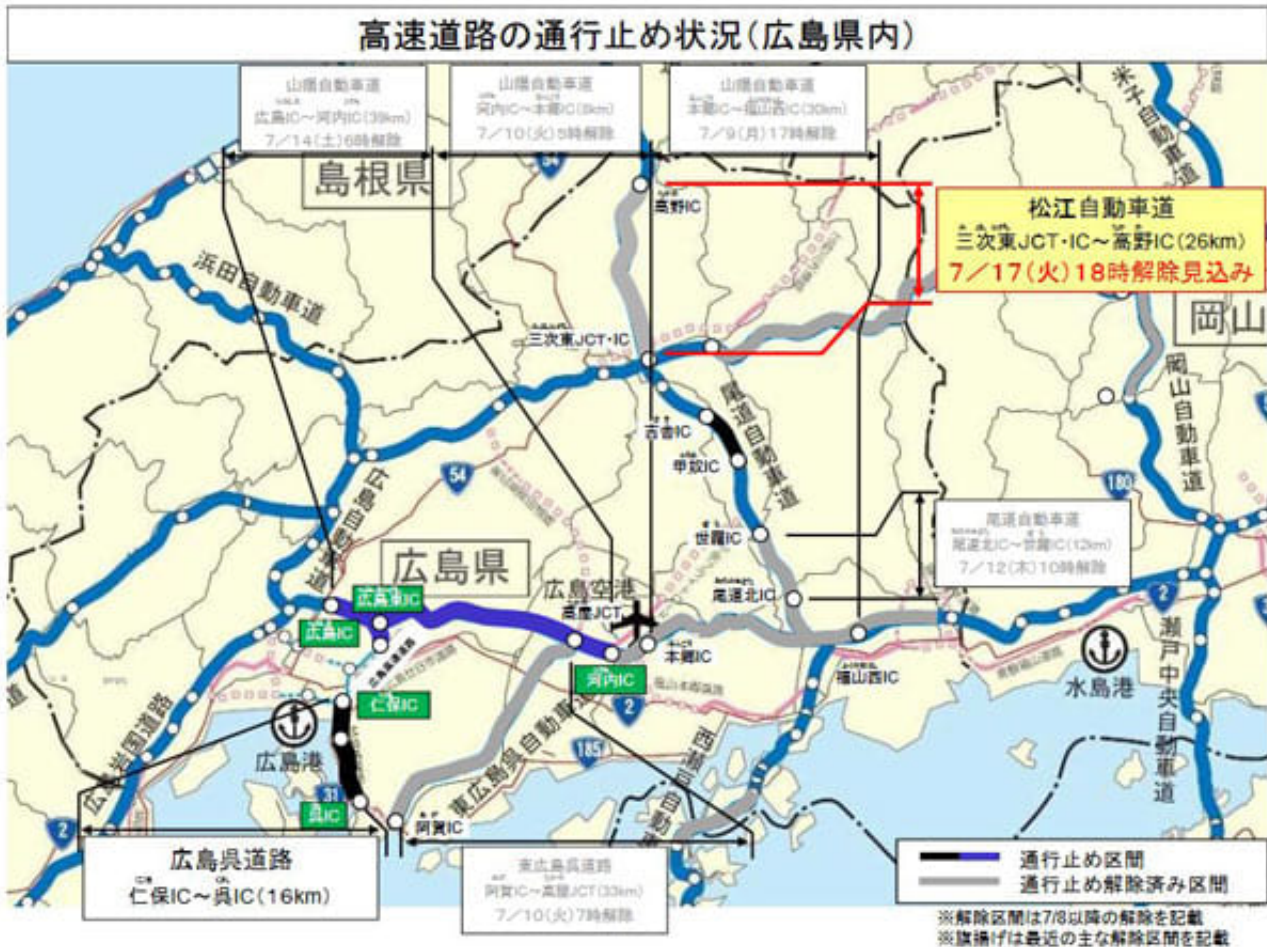 高速道路の通行止め状況(広島県内)
山陽自動車道
広島IC～河内IC(39km)
7／14(土)6時解除
山陽自動車道
河内IC～本郷IC(8km)
7／10(火)5時解除
山陽自動車道
本郷IC～福山西IC(30km)
7／9(月)17時解除
米子自動車道
島根県
54
高野IC
松江自動車道
三次東JCT・IC～高野IC(26km)
7／17(火)18時解除見込み
浜田自動車道
岡山
三次東JCT・IC
尾道自動車道
岡山自動車道
吉舎IC
甲奴IC
54
180
広島自動車道
世羅IC
尾道自動車道
尾道北IC～世羅IC(12km)
7／12(木)10時解除
広島県
広島空港
広島東IC
高屋JCT
尾道北IC
2
広島IC
本郷IC
河内IC
福山西IC
水島港
瀬戸中央自動車道
仁保IC
2
広島港
広島岩国道路
東広島呉自動車道
185
西瀬戸自動車
31
呉IC
阿賀IC
2
広島呉道路
仁保IC～呉IC(16km)
東広島呉道路
阿賀IC～高屋JCT(33km)
7／10(火)7時解除
通行止め区間
通行止め解除済み区間
※解除区間は7/8以降の解除を記載
※旗揚げは最近の主な解除区間を記載